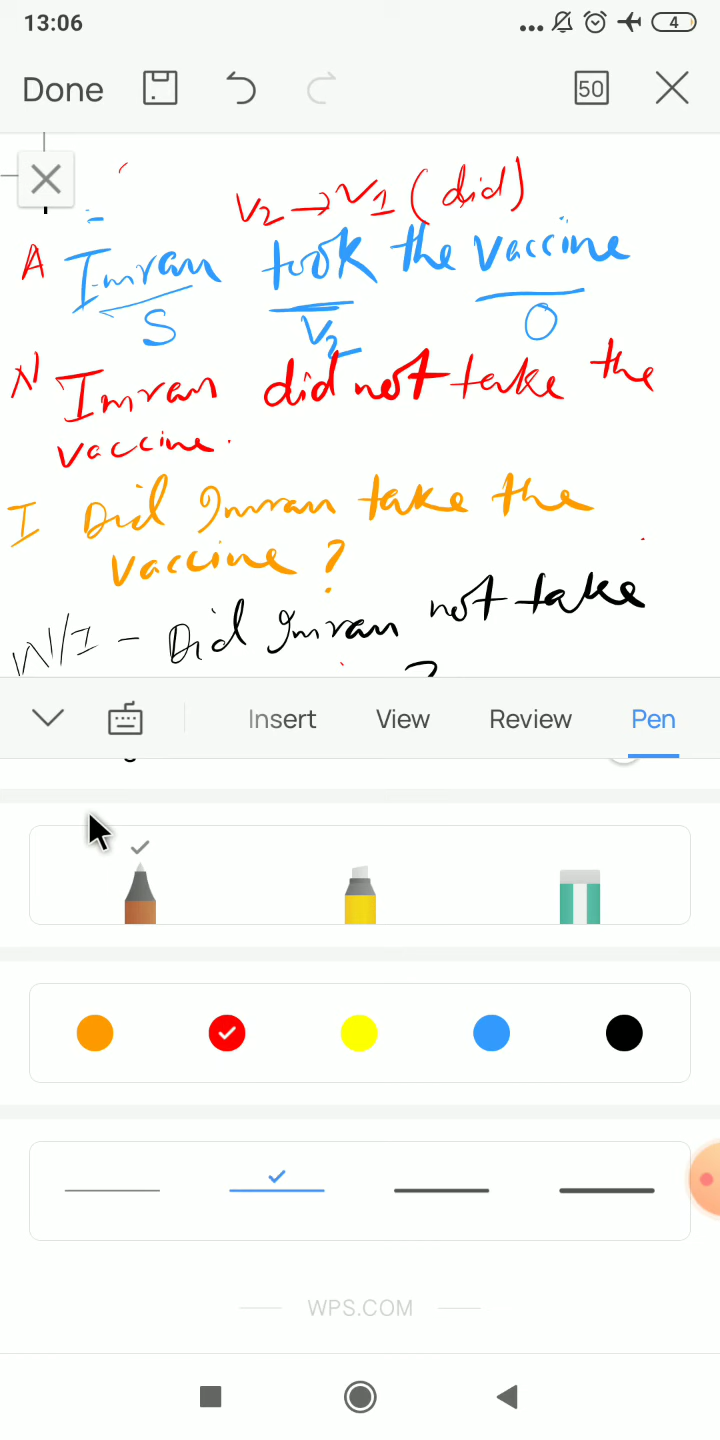 13:06
4
Done
50
V2 → V1 (did)
A Imran took the vaccine
S V2 O
N Imran did not take the
vaccine.
I Did Imran take the
vaccine ?
N/I - Did Imran not take
?
Insert View Review Pen
WPS.COM